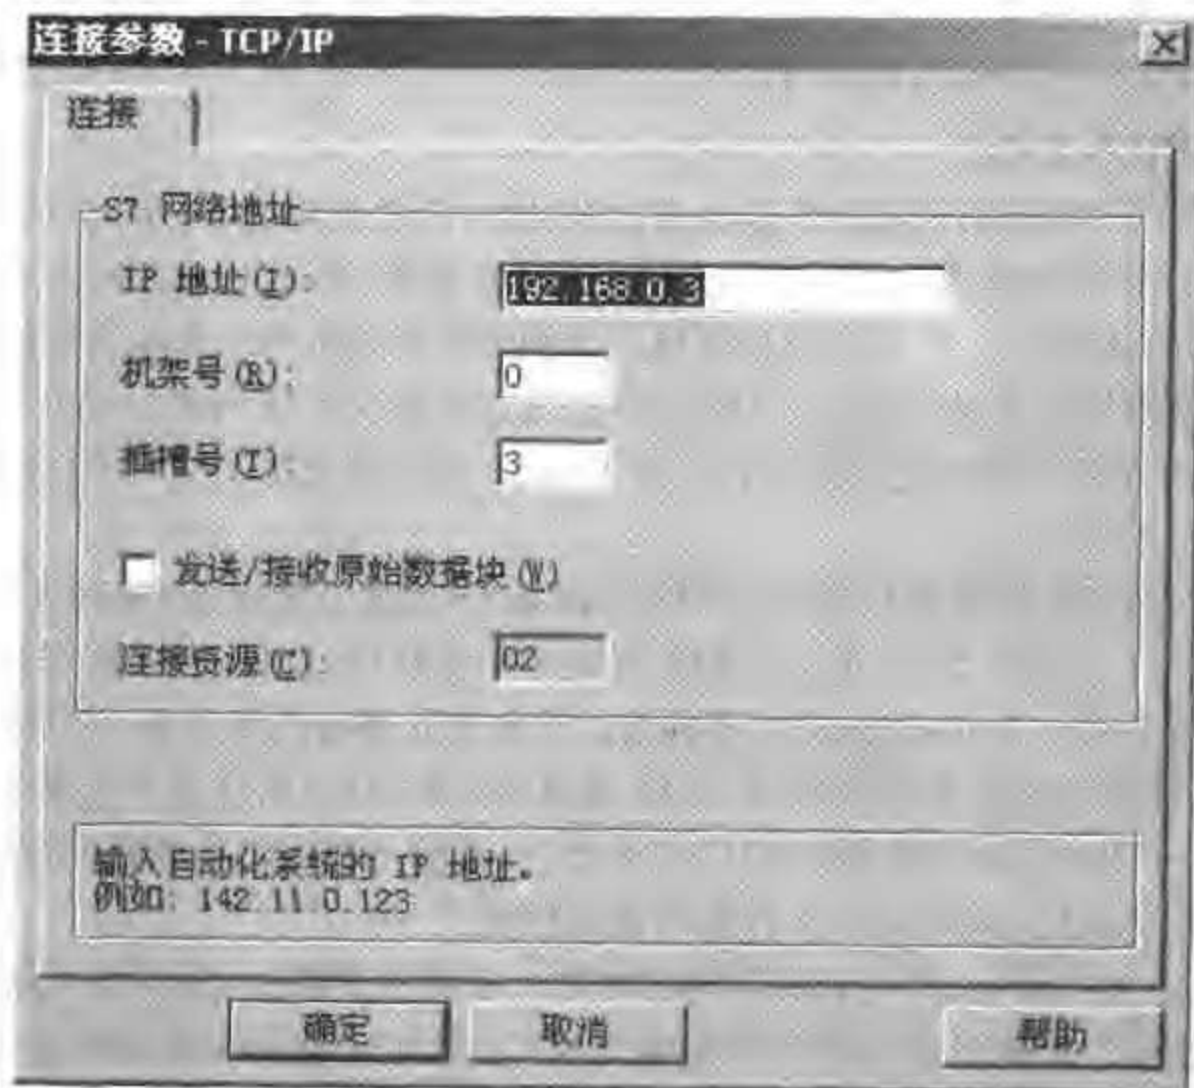 连接参数 - TCP/IP
连接
S7 网络地址
IP 地址(I):
192.168.0.3
机架号(R):
0
插槽号(T):
3
发送/接收原始数据块(W)
连接资源(C):
02
输入自动化系统的 IP 地址。
例如: 142.11.0.123
确定
取消
帮助